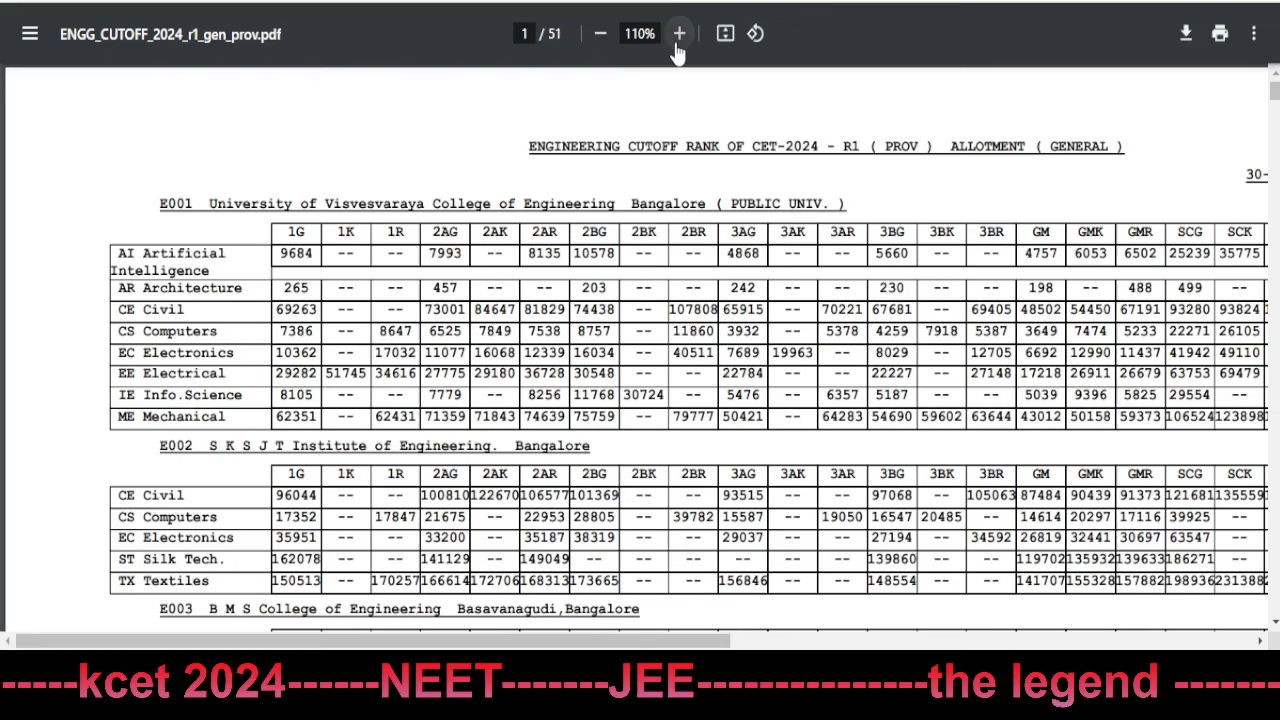 ENGG_CUTOFF_2024_r1_gen_prov.pdf 1 / 51 110%
ENGINEERING CUTOFF RANK OF CET-2024 - R1 ( PROV ) ALLOTMENT ( GENERAL )
30-
E001 University of Visvesvaraya College of Engineering Bangalore ( PUBLIC UNIV. )
1G 1K 1R 2AG 2AK 2AR 2BG 2BK 2BR 3AG 3AK 3AR 3BG 3BK 3BR GM GMK GMR SCG SCK
AI Artificial 9684 -- -- 7993 -- 8135 10578 -- -- 4868 -- -- 5660 -- -- 4757 6053 6502 25239 35775
Intelligence
AR Architecture 265 -- -- 457 -- -- 203 -- -- 242 -- -- 230 -- -- 198 -- 488 499 --
CE Civil 69263 -- -- 73001 84647 81829 74438 -- 107808 65915 -- 70221 67681 -- 69405 48502 54450 67191 93280 93824
CS Computers 7386 -- 8647 6525 7849 7538 8757 -- 11860 3932 -- 5378 4259 7918 5387 3649 7474 5233 22271 26105
EC Electronics 10362 -- 17032 11077 16068 12339 16034 -- 40511 7689 19963 -- 8029 -- 12705 6692 12990 11437 41942 49110
EE Electrical 29282 51745 34616 27775 29180 36728 30548 -- -- 22784 -- -- 22227 -- 27148 17218 26911 26679 63753 69479
IE Info.Science 8105 -- -- 7779 -- 8256 11768 30724 -- 5476 -- 6357 5187 -- -- 5039 9396 5825 29554 --
ME Mechanical 62351 -- 62431 71359 71843 74639 75759 -- 79777 50421 -- 64283 54690 59602 63644 43012 50158 59373 106524 123898
E002 S K S J T Institute of Engineering. Bangalore
1G 1K 1R 2AG 2AK 2AR 2BG 2BK 2BR 3AG 3AK 3AR 3BG 3BK 3BR GM GMK GMR SCG SCK
CE Civil 96044 -- -- 100810 122670 106577 101369 -- -- 93515 -- -- 97068 -- 105063 87484 90439 91373 121681 135559
CS Computers 17352 -- 17847 21675 -- 22953 28805 -- 39782 15587 -- 19050 16547 20485 -- 14614 20297 17116 39925 --
EC Electronics 35951 -- -- 33200 -- 35187 38319 -- -- 29037 -- -- 27194 -- 34592 26819 32441 30697 63547 --
ST Silk Tech. 162078 -- -- 141129 -- 149049 -- -- -- -- -- -- 139860 -- -- 119702 135932 139633 186271 --
TX Textiles 150513 -- 170257 166614 172706 168313 173665 -- -- 156846 -- -- 148554 -- -- 141707 155328 157882 198936 231388
E003 B M S College of Engineering Basavanagudi,Bangalore
-----kcet 2024------NEET-------JEE---------------the legend -------